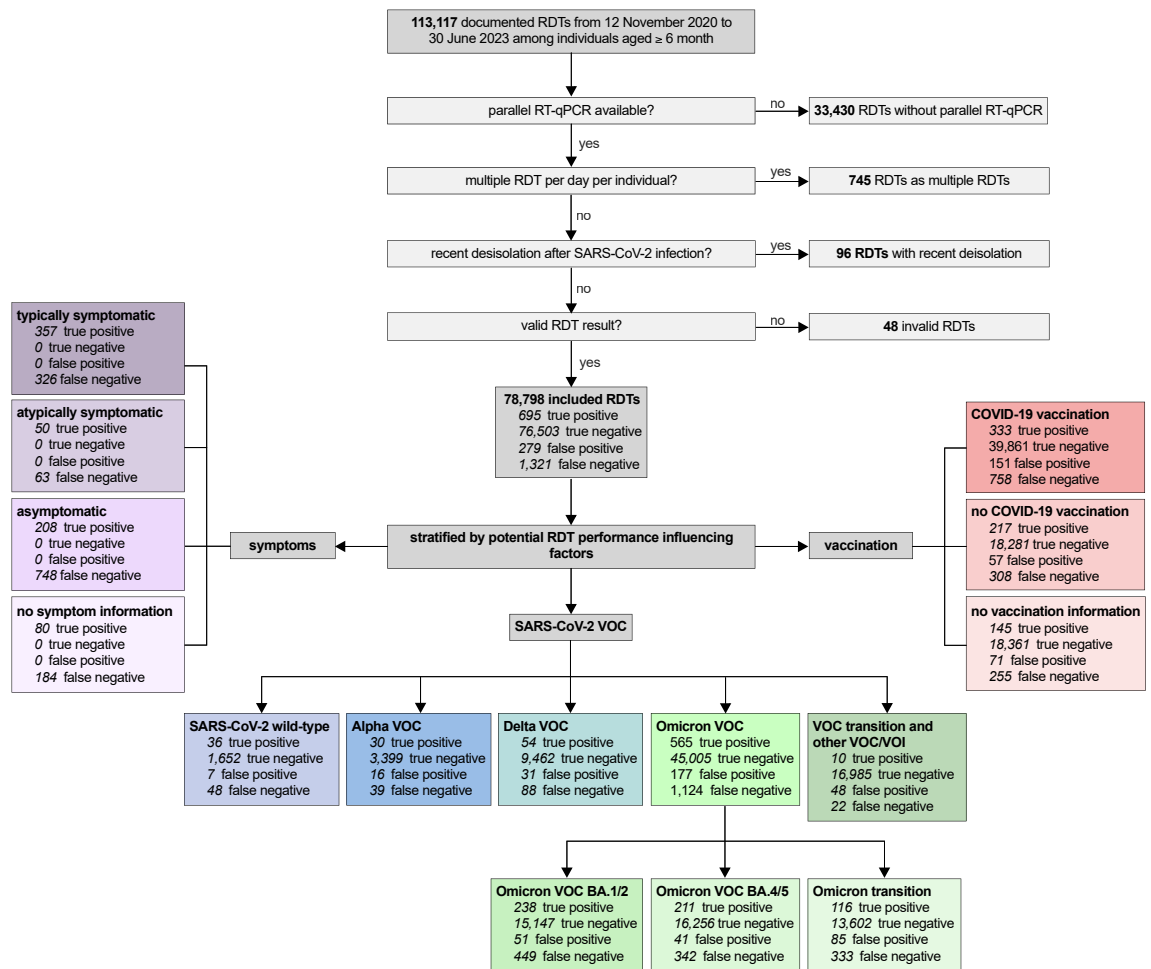 113,117 documented RDTs from 12 November 2020 to
30 June 2023 among individuals aged ≥ 6 month
parallel RT-qPCR available?
no
33,430 RDTs without parallel RT-qPCR
yes
multiple RDT per day per individual?
yes
745 RDTs as multiple RDTs
no
recent desisolation after SARS-CoV-2 infection?
yes
96 RDTs with recent deisolation
no
valid RDT result?
no
48 invalid RDTs
yes
78,798 included RDTs
695 true positive
76,503 true negative
279 false positive
1,321 false negative
typically symptomatic
357 true positive
0 true negative
0 false positive
326 false negative
atypically symptomatic
50 true positive
0 true negative
0 false positive
63 false negative
asymptomatic
208 true positive
0 true negative
0 false positive
748 false negative
no symptom information
80 true positive
0 true negative
0 false positive
184 false negative
symptoms
stratified by potential RDT performance influencing
factors
vaccination
COVID-19 vaccination
333 true positive
39,861 true negative
151 false positive
758 false negative
no COVID-19 vaccination
217 true positive
18,281 true negative
57 false positive
308 false negative
no vaccination information
145 true positive
18,361 true negative
71 false positive
255 false negative
SARS-CoV-2 VOC
SARS-CoV-2 wild-type
36 true positive
1,652 true negative
7 false positive
48 false negative
Alpha VOC
30 true positive
3,399 true negative
16 false positive
39 false negative
Delta VOC
54 true positive
9,462 true negative
31 false positive
88 false negative
Omicron VOC
565 true positive
45,005 true negative
177 false positive
1,124 false negative
VOC transition and
other VOC/VOI
10 true positive
16,985 true negative
48 false positive
22 false negative
Omicron VOC BA.1/2
238 true positive
15,147 true negative
51 false positive
449 false negative
Omicron VOC BA.4/5
211 true positive
16,256 true negative
41 false positive
342 false negative
Omicron transition
116 true positive
13,602 true negative
85 false positive
333 false negative